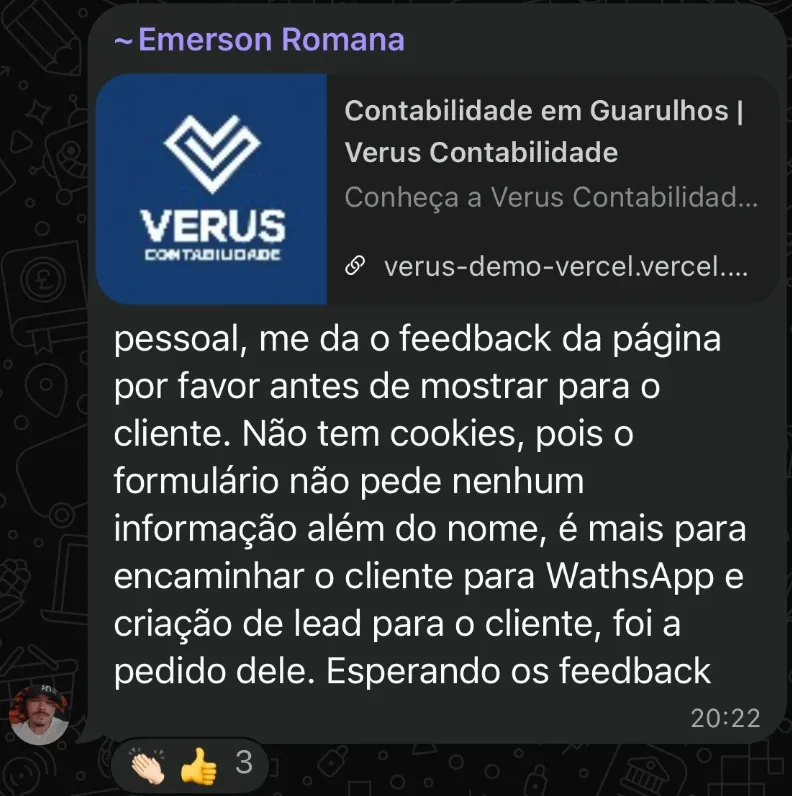 ~Emerson Romana
VERUS
CONTABILIDADE
Contabilidade em Guarulhos |
Verus Contabilidade
Conheça a Verus Contabilidad...
verus-demo-vercel.vercel....
pessoal, me da o feedback da página
por favor antes de mostrar para o
cliente. Não tem cookies, pois o
formulário não pede nenhum
informação além do nome, é mais para
encaminhar o cliente para WathsApp e
criação de lead para o cliente, foi a
pedido dele. Esperando os feedback
20:22
👏🏻 👍 3